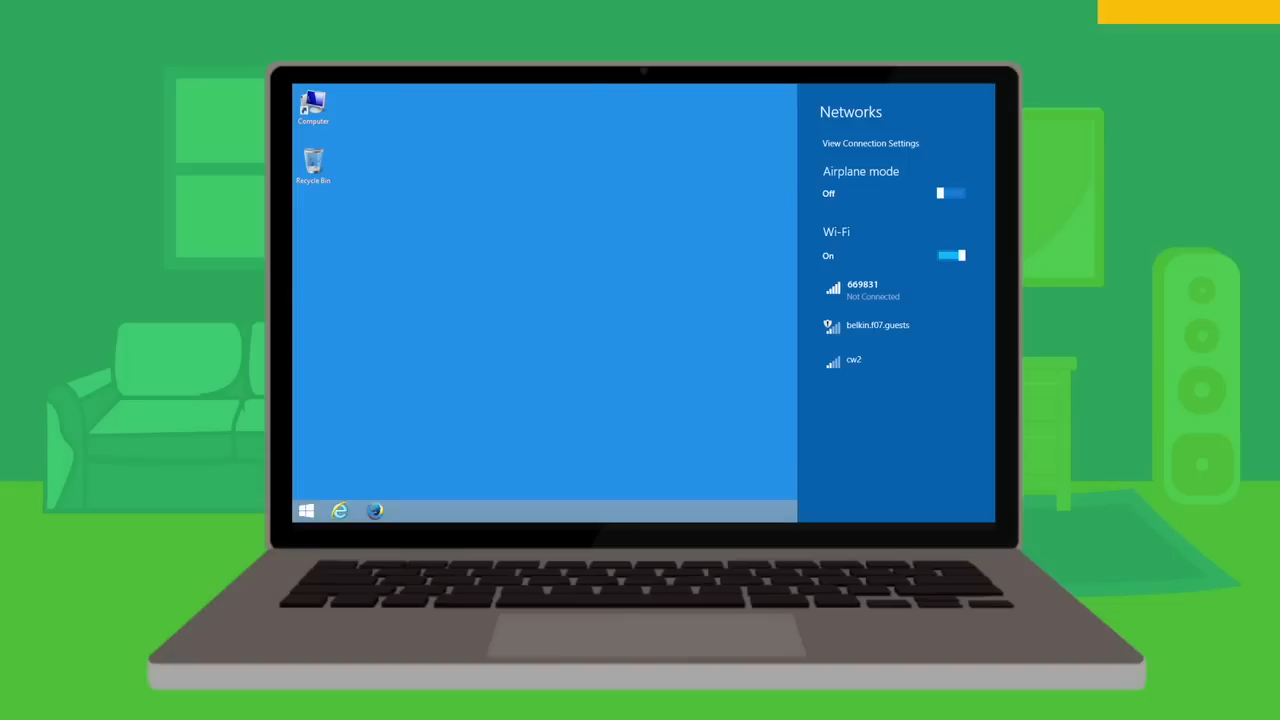 Computer
Recycle Bin
Networks
View Connection Settings
Airplane mode
Off
Wi-Fi
On
669831
Not Connected
belkin.f07.guests
cw2